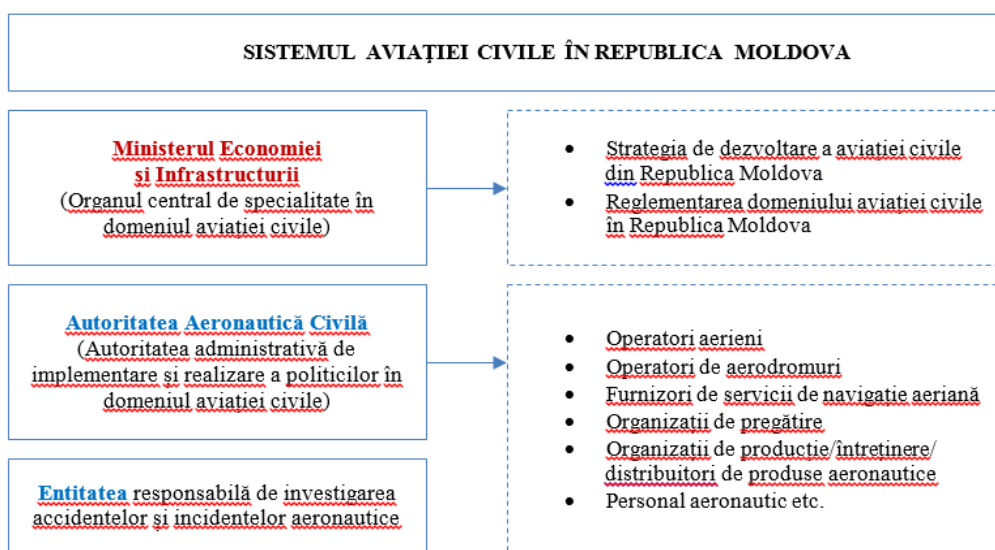 SISTEMUL AVIAŢIEI CIVILE ÎN REPUBLICA MOLDOVA
Ministerul Economiei
și Infrastructurii
(Organul central de specialitate în
domeniul aviației civile)
• Strategia de dezvoltare a aviației civile
din Republica Moldova
• Reglementarea domeniului aviației civile
în Republica Moldova
Autoritatea Aeronautică Civilă
(Autoritatea administrativă de
implementare și realizare a politicilor în
domeniul aviației civile)
• Operatori aerieni
• Operatori de aerodromuri
• Furnizori de servicii de navigație aeriană
• Organizații de pregătire
• Organizații de producție/întreținere/
distribuitori de produse aeronautice
• Personal aeronautic etc.
Entitatea responsabilă de investigarea
accidentelor și incidentelor aeronautice